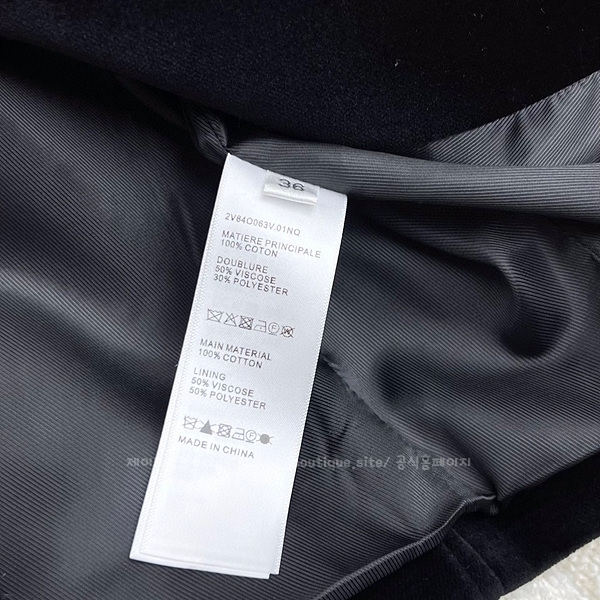 36
2V84O063V.01NO
MATIERE PRINCIPALE
100% COTON
DOUBLURE
50% VISCOSE
30% POLYESTER
MAIN MATERIAL
100% COTTON
LINING
50% VISCOSE
50% POLYESTER
MADE IN CHINA
outique.site/ 공식홈페이지